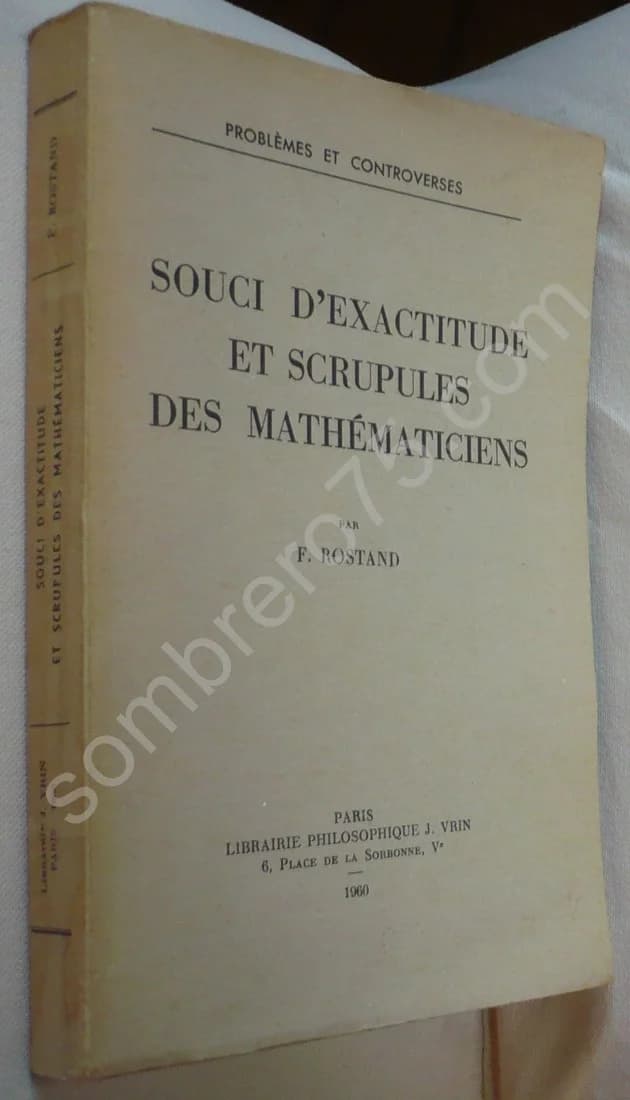 PROBLÈMES ET CONTROVERSES
SOUCI D'EXACTITUDE
ET SCRUPULES
DES MATHÉMATICIENS
PAR
F. ROSTAND
PARIS
LIBRAIRIE PHILOSOPHIQUE J. VRIN
6, PLACE DE LA SORBONNE, Vᵉ
1960
F. ROSTAND
SOUCI D'EXACTITUDE
ET SCRUPULES DES MATHÉMATICIENS
LIBRAIRIE J. VRIN
PARIS
sombrero75.com